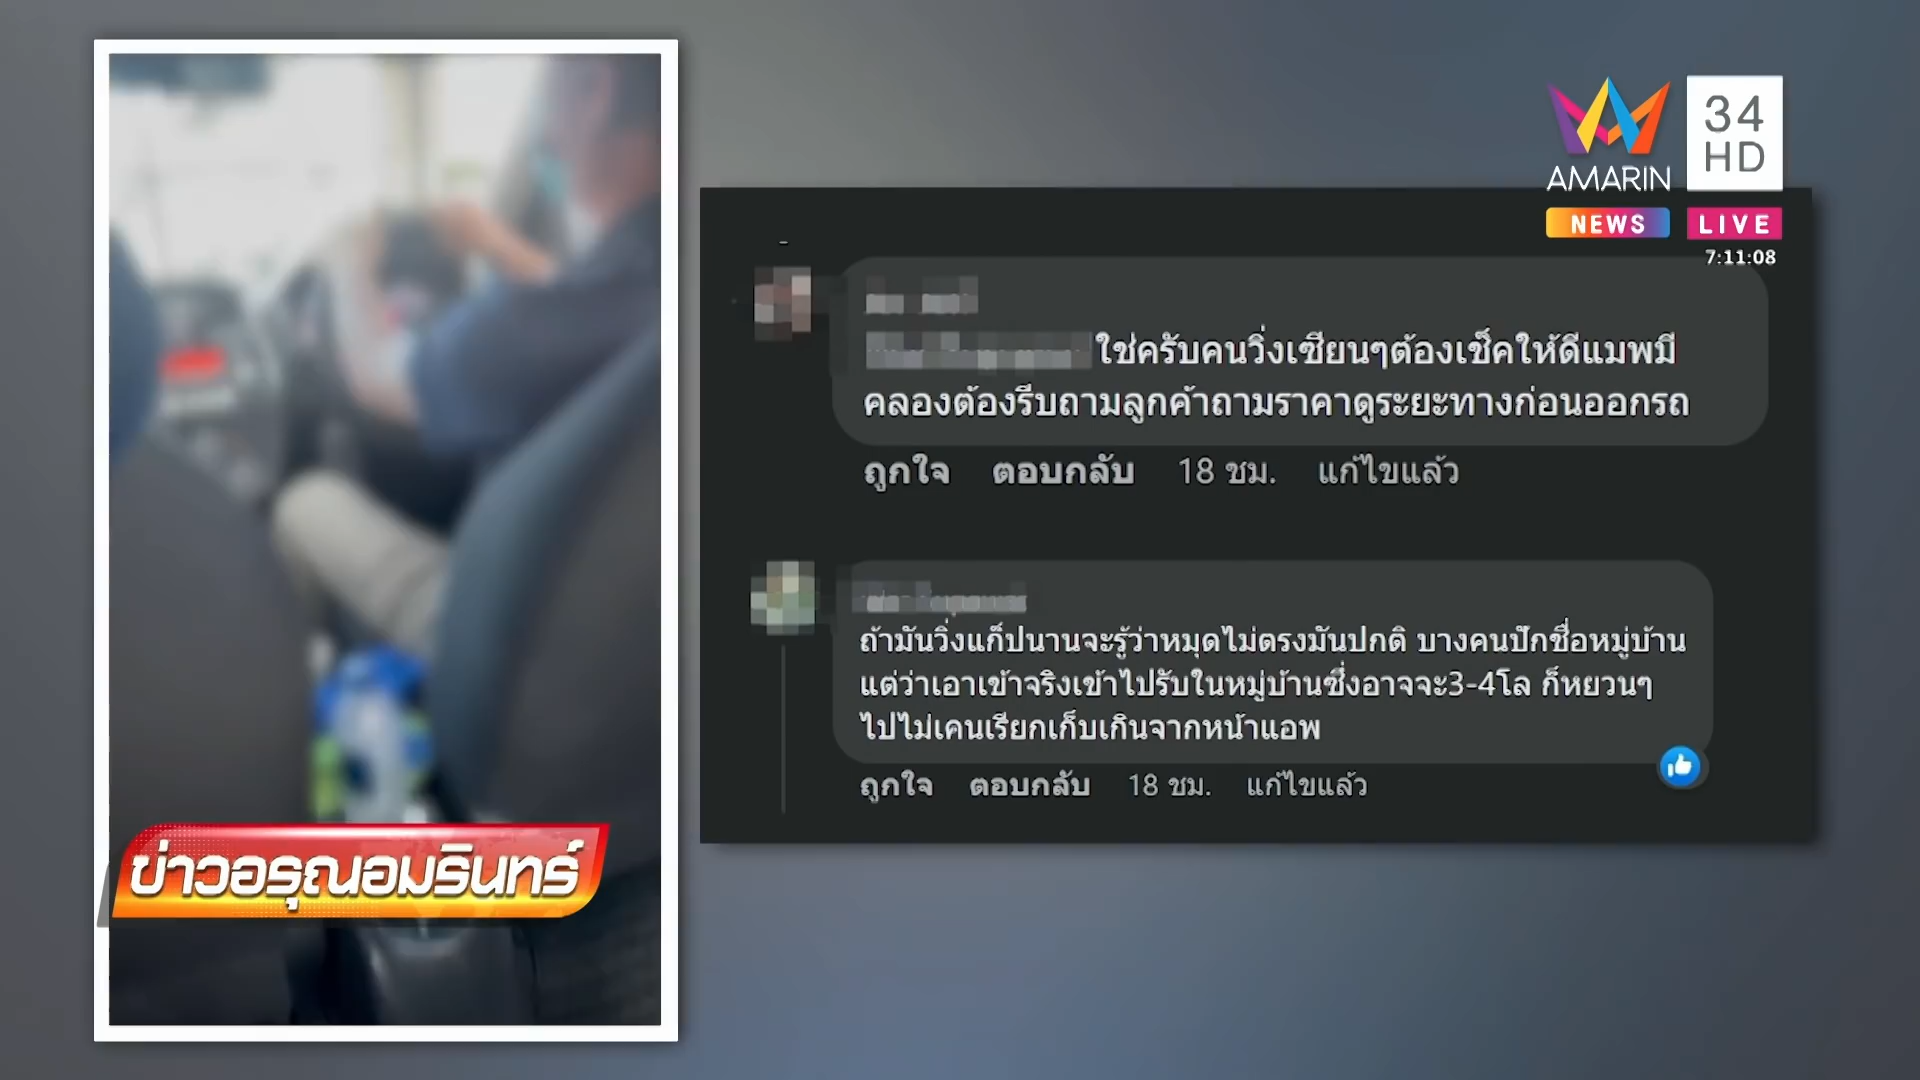 AMARIN
34
HD
NEWS
LIVE
7:11:08
ใช่ครับคนวิ่งเซียนๆต้องเช็คให้ดีแมพมี
คลองต้องรีบถามลูกค้าถามราคาดูระยะทางก่อนออกรถ
ถูกใจ ตอบกลับ 18 ชม. แก้ไขแล้ว
ถ้ามันวิ่งแก็ปนานจะรู้ว่าหมุดไม่ตรงมันปกติ บางคนปักชื่อหมู่บ้าน
แต่ว่าเอาเข้าจริงเข้าไปรับในหมู่บ้านซึ่งอาจจะ3-4โล ก็หยวนๆ
ไปไม่เคนเรียกเก็บเกินจากหน้าแอพ
ถูกใจ ตอบกลับ 18 ชม. แก้ไขแล้ว
ข่าวอรุณอมรินทร์